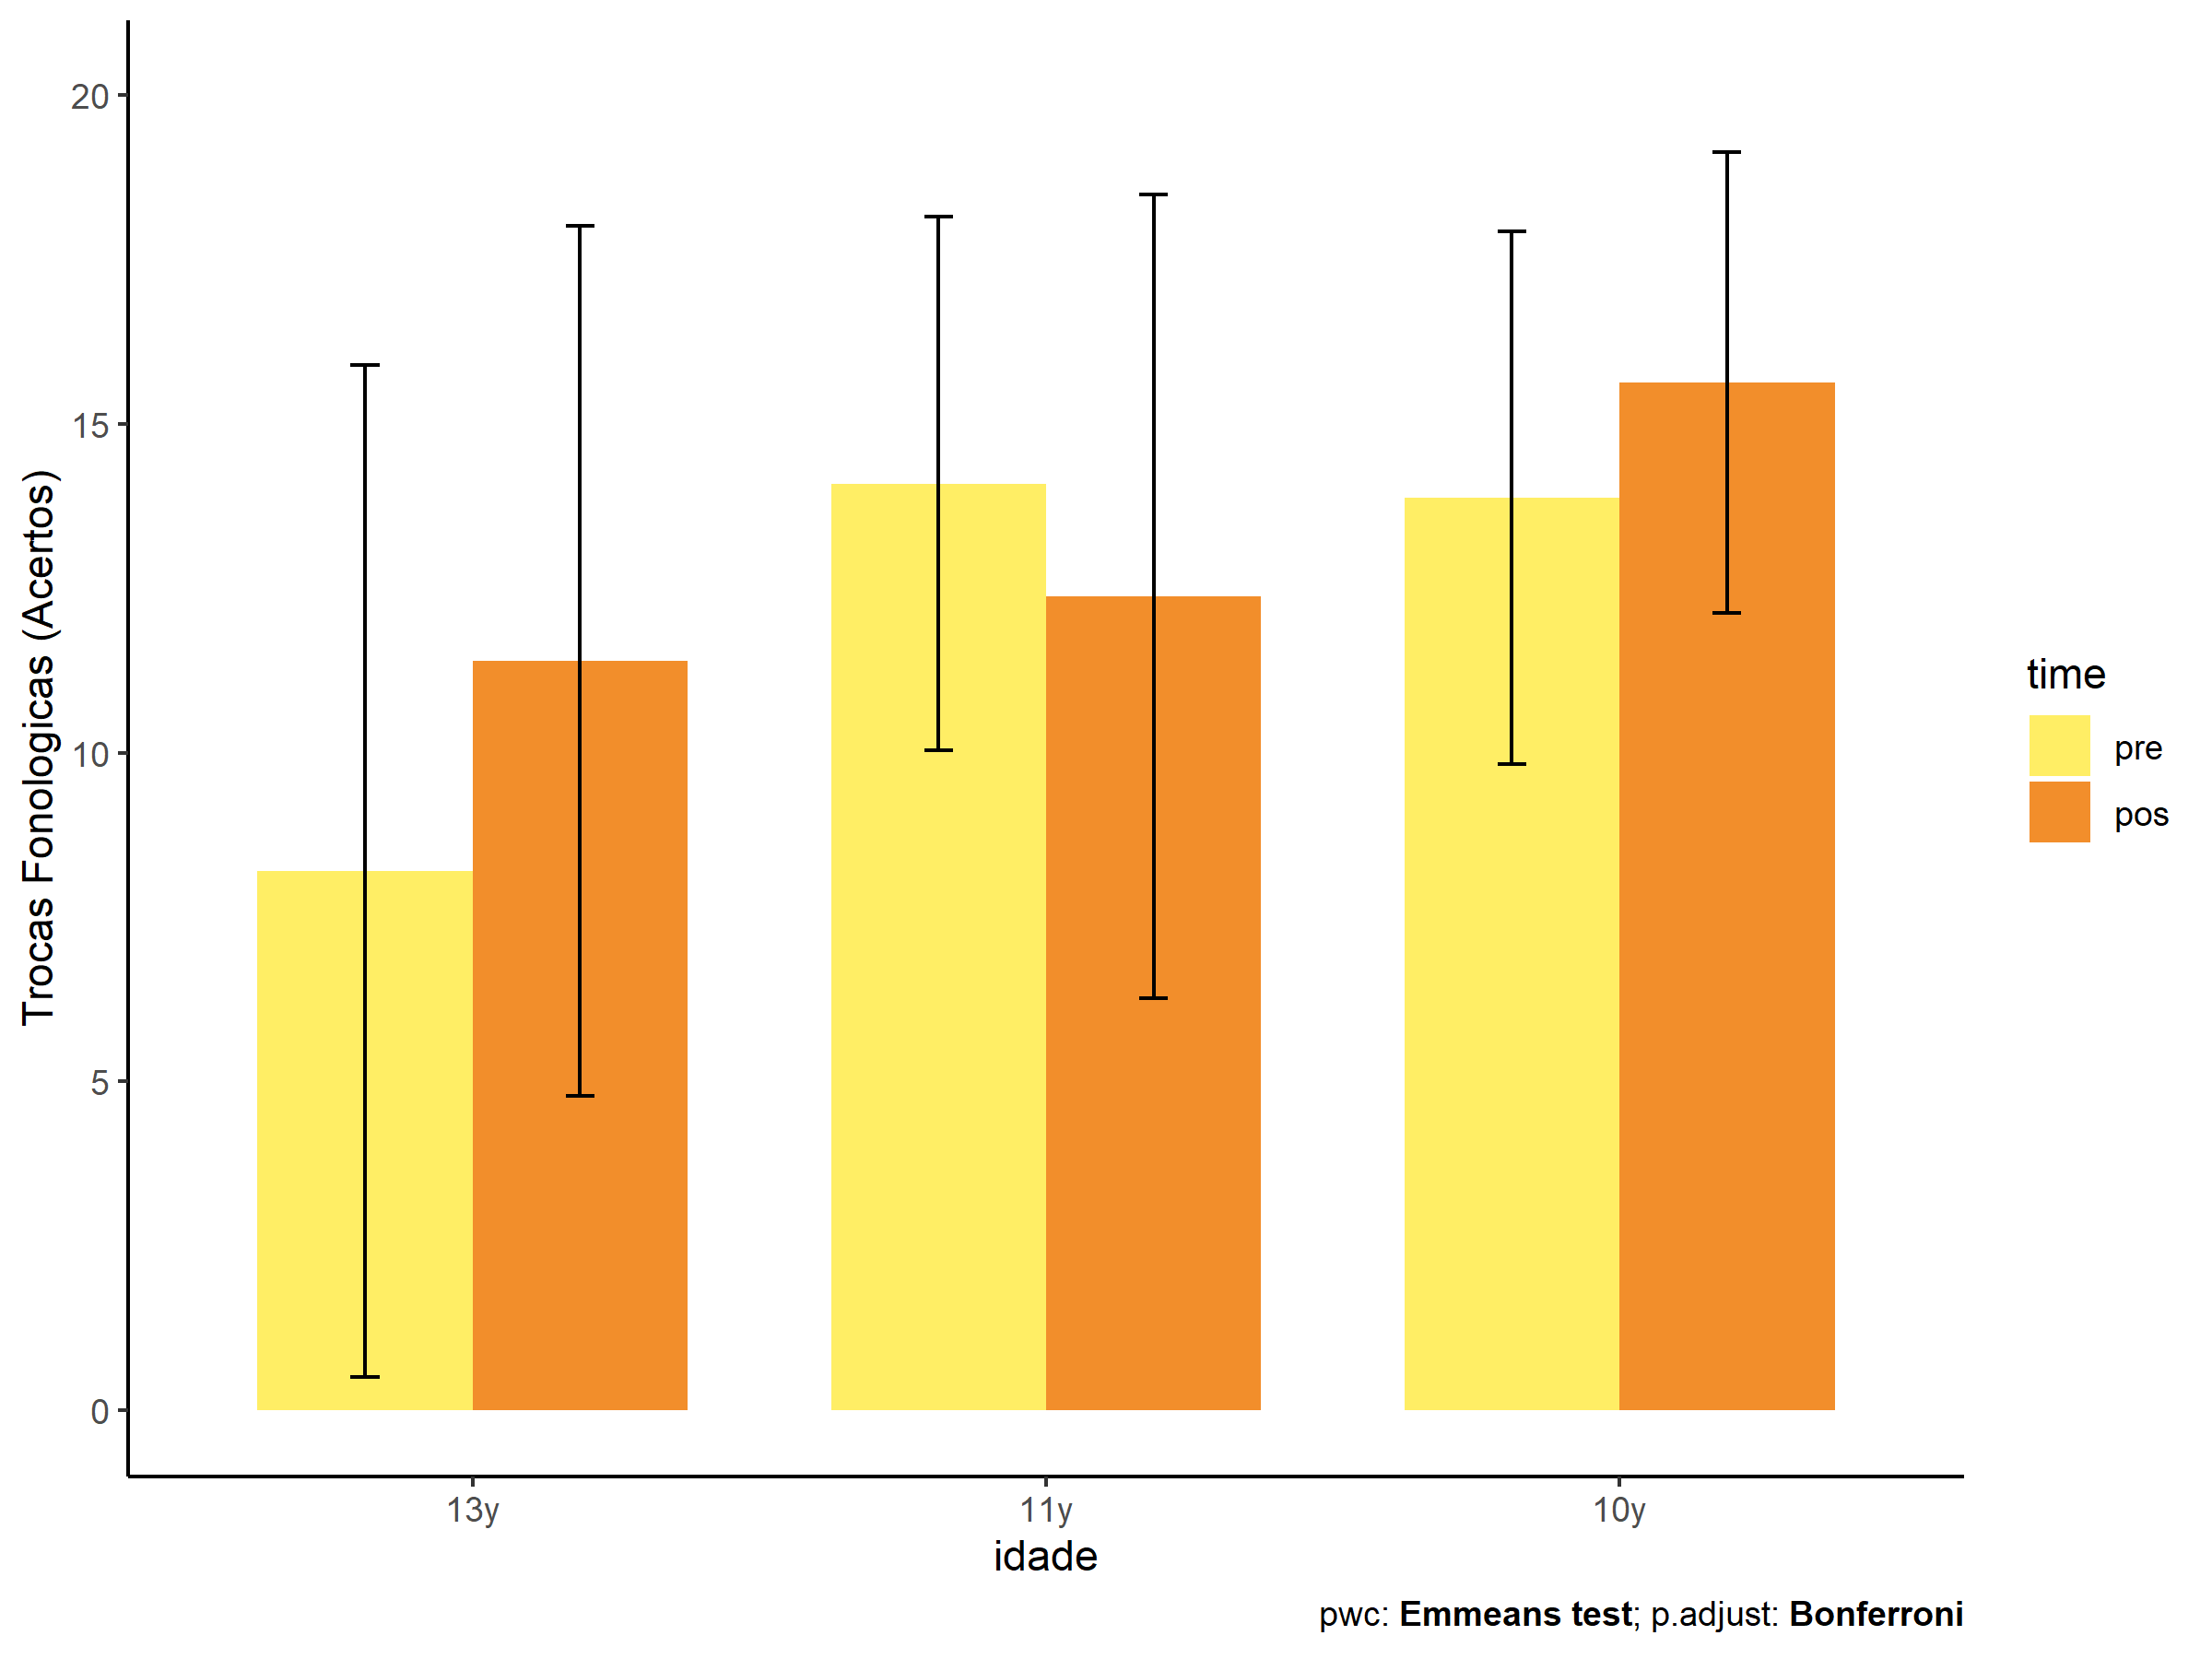 Trocas Fonologicas (Acertos)
20
15
10
5
0
13y
11y
10y
idade
time
pre
pos
pwc: Emmeans test; p.adjust: Bonferroni